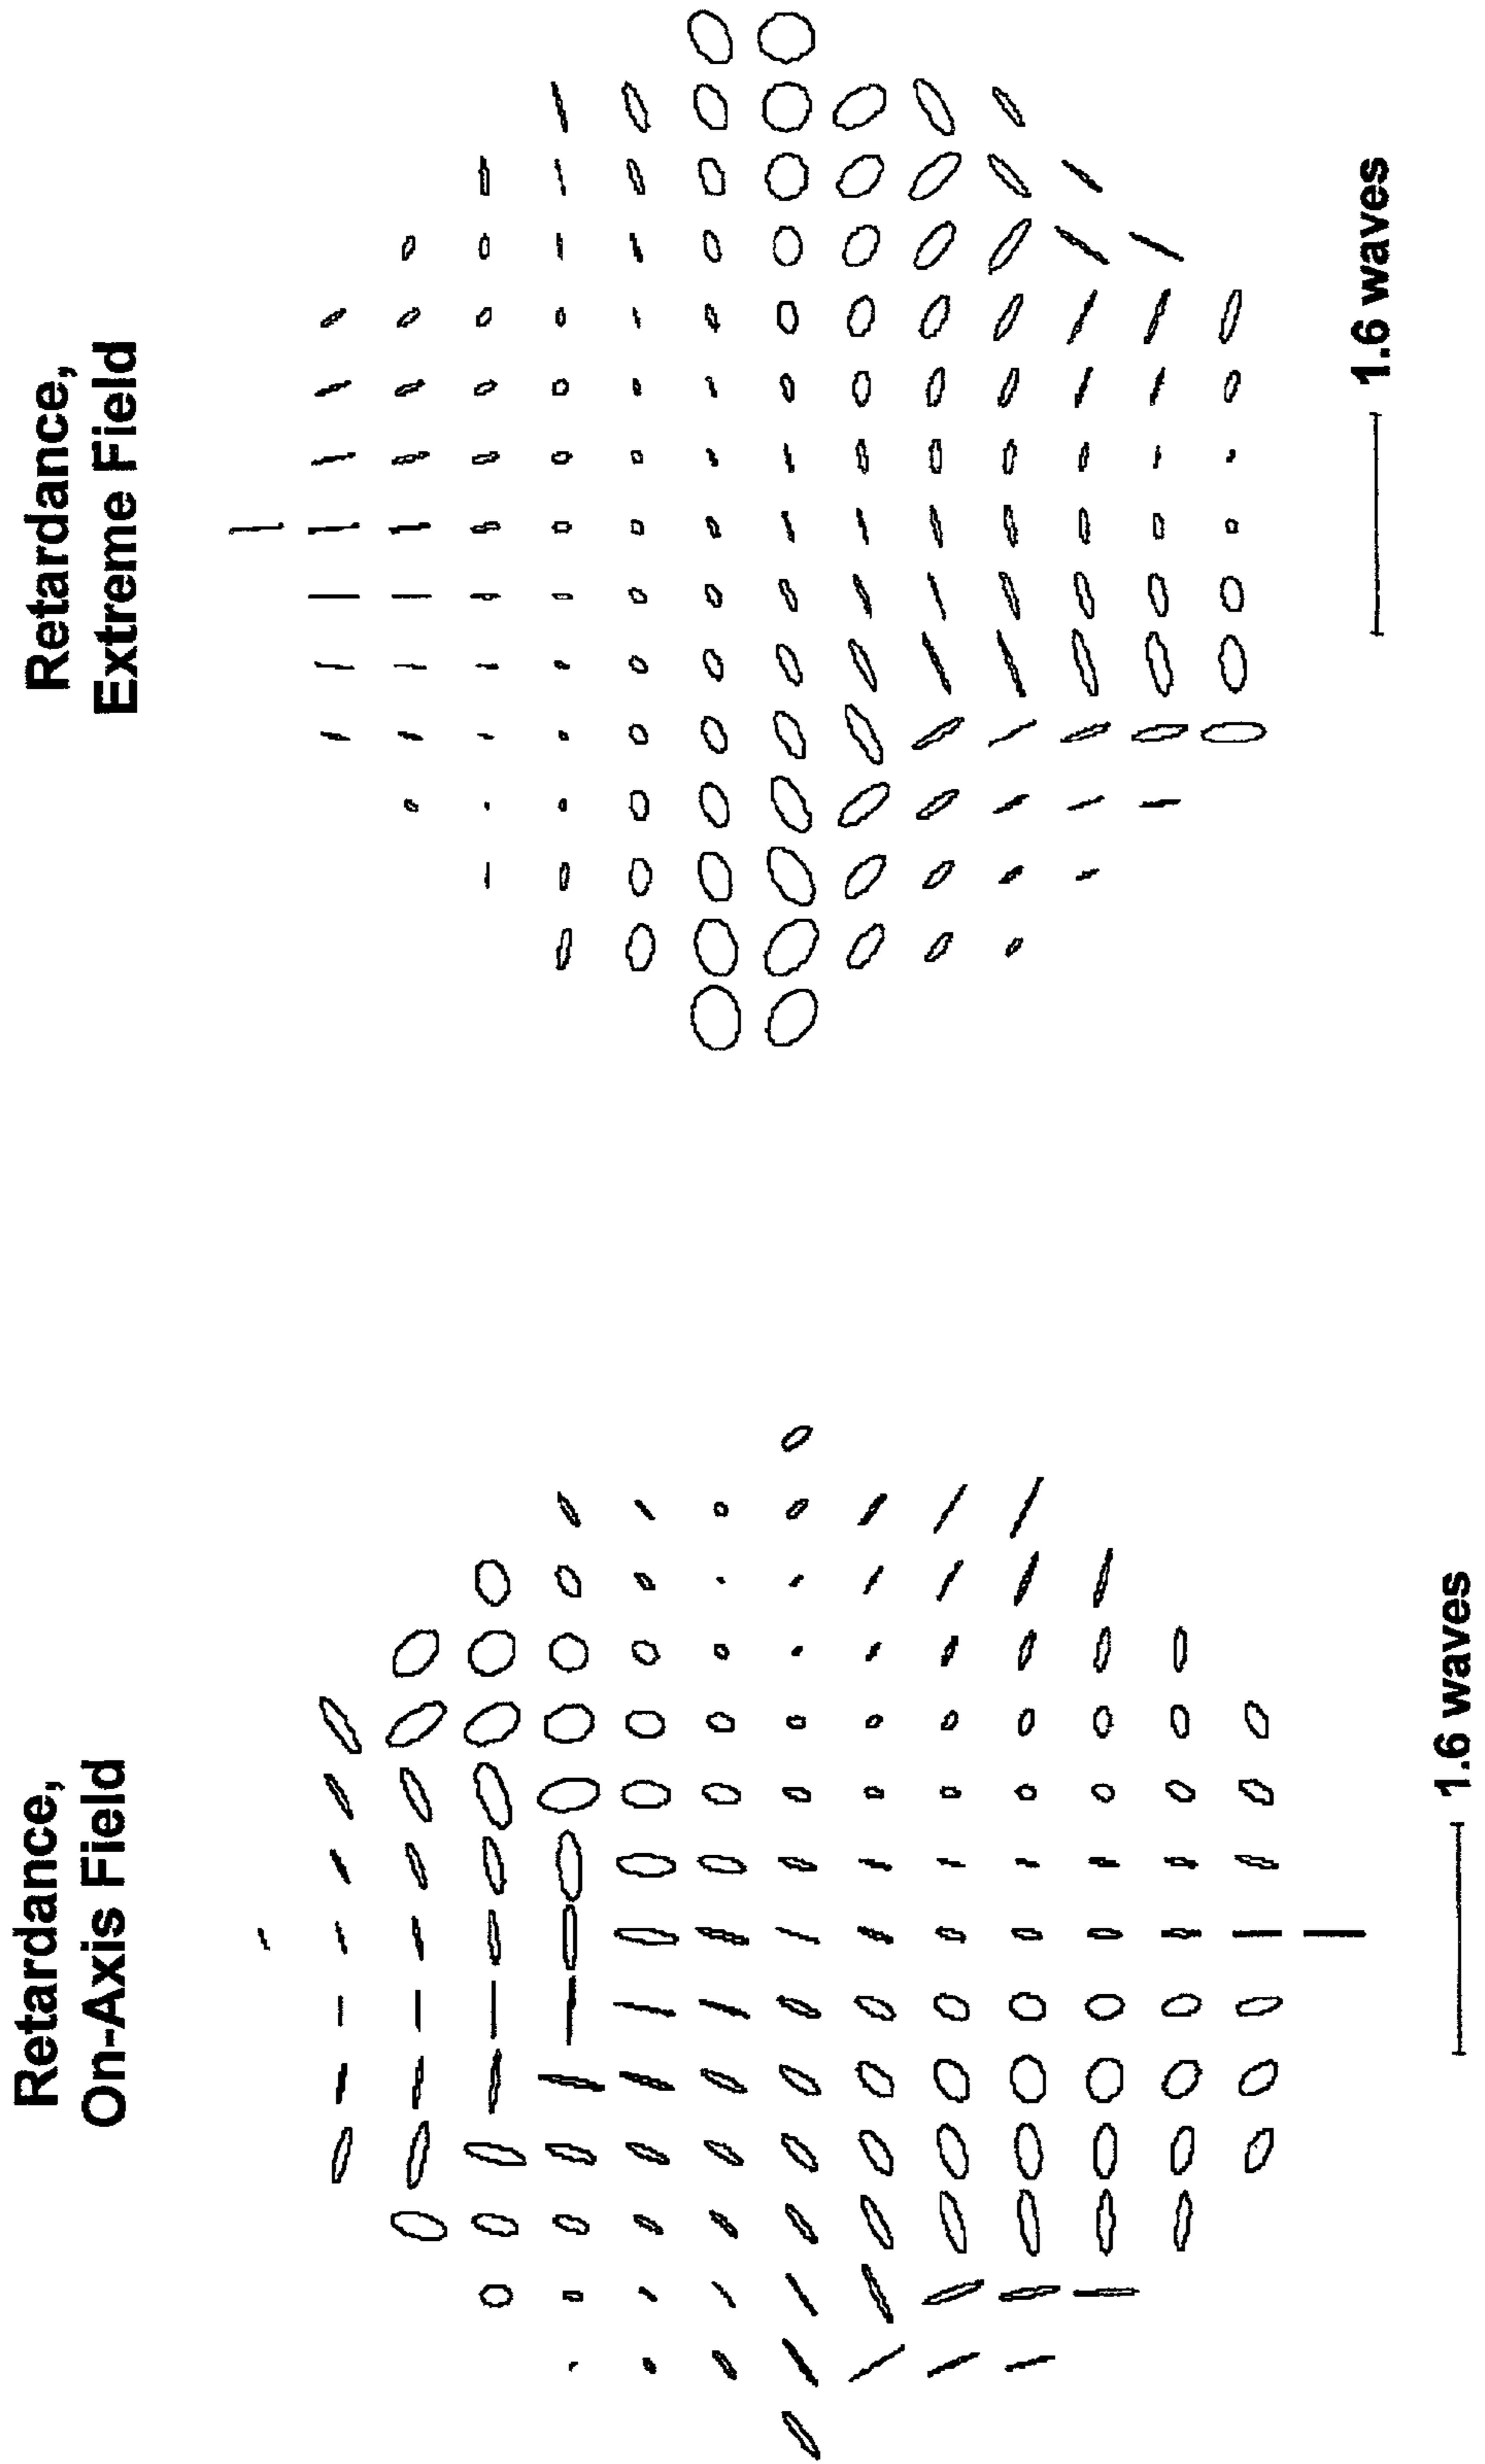 Retardance,
On-Axis Field
1.6 waves
Retardance,
Extreme Field
1.6 waves